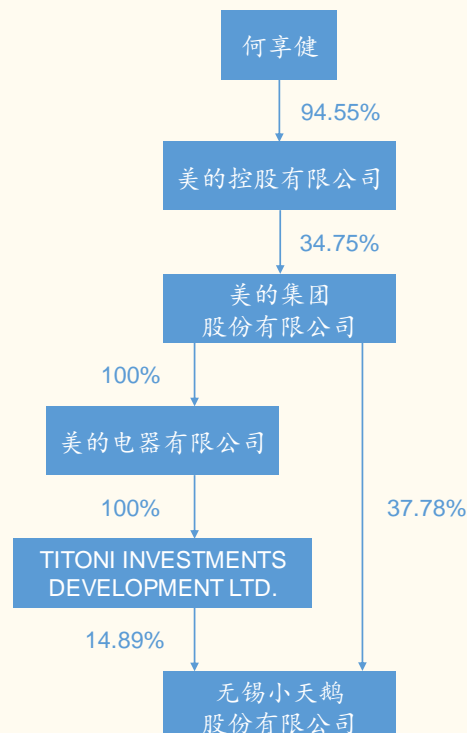 何享健
94.55%
美的控股有限公司
34.75%
美的集团
股份有限公司
100%
美的电器有限公司
100%
37.78%
TITONI INVESTMENTS
DEVELOPMENT LTD.
14.89%
无锡小天鹅
股份有限公司